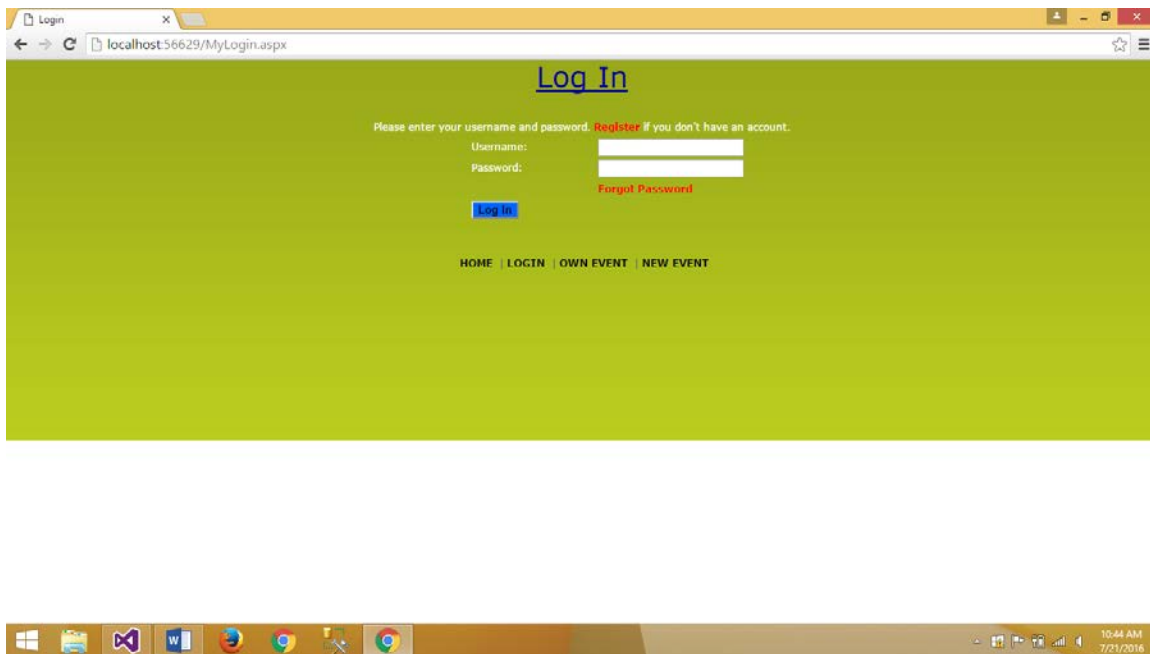 Login
localhost:56629/MyLogin.aspx
Log In
Please enter your username and password. Register if you don't have an account.
Username:
Password:
Forgot Password
Log In
HOME | LOGIN | OWN EVENT | NEW EVENT
10:44 AM
7/21/2016